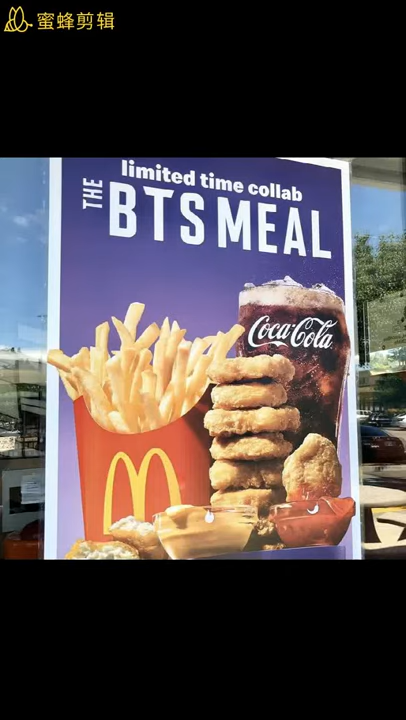 蜜蜂剪辑
limited time collab
THE
BTS MEAL
Coca-Cola